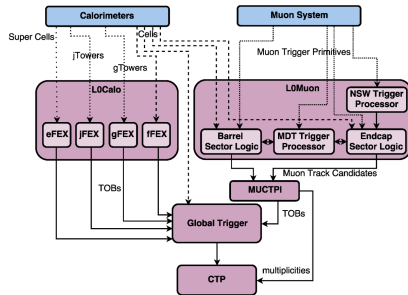 Calorimeters
Muon System
Super Cells
Cells
jTowers
Muon Trigger Primitives
gTowers
L0Calo
L0Muon
NSW Trigger
Processor
eFEX
jFEX
gFEX
fFEX
Barrel
Sector Logic
MDT Trigger
Processor
Endcap
Sector Logic
Muon Track Candidates
TOBs
MUCTPI
Global Trigger
TOBs
CTP
multiplicities